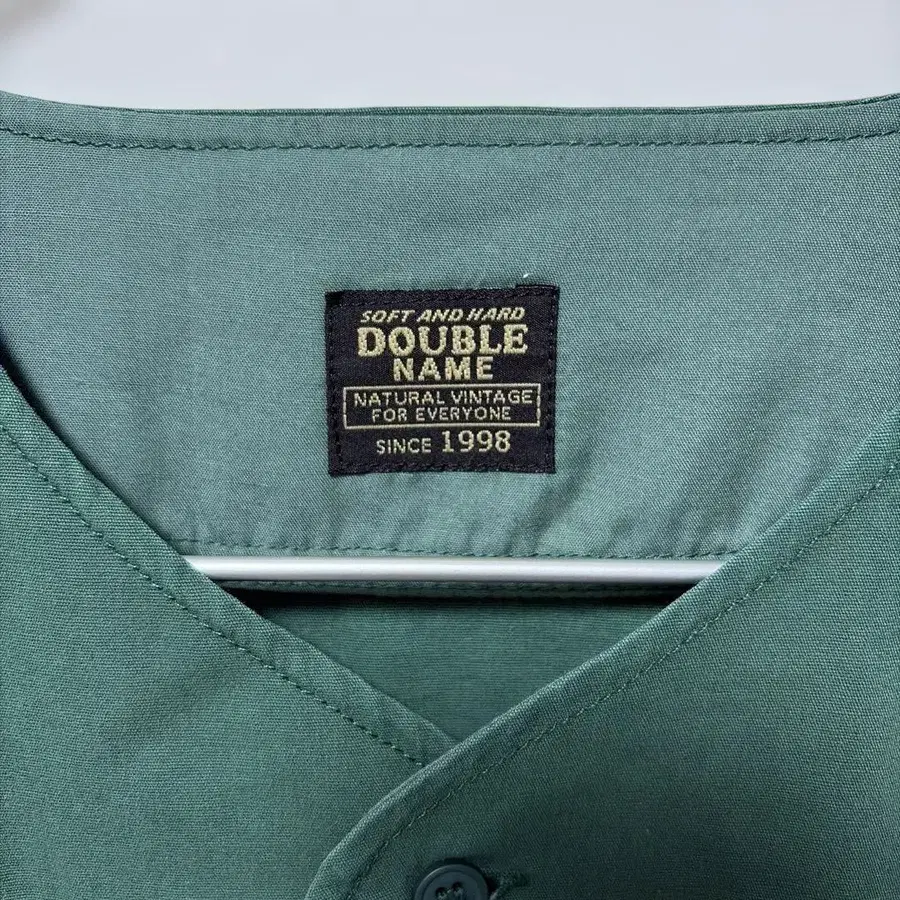 SOFT AND HARD
DOUBLE
NAME
NATURAL VINTAGE
FOR EVERYONE
SINCE 1998